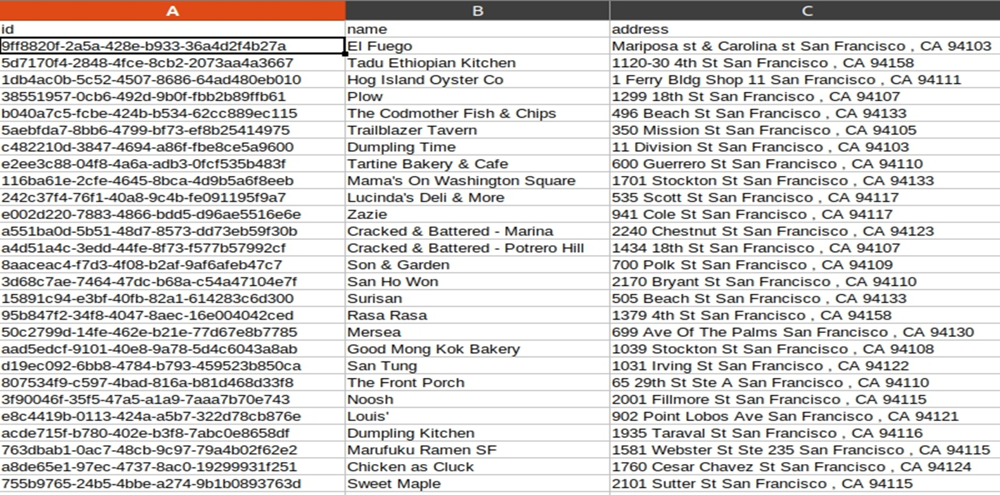 A B C
id name address
9ff8820f-2a5a-428e-b933-36a4d2f4b27a El Fuego Mariposa st & Carolina st San Francisco , CA 94103
5d7170f4-2848-4fce-8cb2-2073aa4a3667 Tadu Ethiopian Kitchen 1120-30 4th St San Francisco , CA 94158
1db4ac0b-5c52-4507-8686-64ad480eb010 Hog Island Oyster Co 1 Ferry Bldg Shop 11 San Francisco , CA 94111
38551957-0cb6-492d-9b0f-fbb2b89ffb61 Plow 1299 18th St San Francisco , CA 94107
b040a7c5-fcbe-424b-b534-62cc889ec115 The Codmother Fish & Chips 496 Beach St San Francisco , CA 94133
5aebfda7-8bb6-4799-bf73-ef8b25414975 Trailblazer Tavern 350 Mission St San Francisco , CA 94105
c482210d-3847-4694-a86f-fbe8ce5a9600 Dumpling Time 11 Division St San Francisco , CA 94103
e2ee3c88-04f8-4a6a-adb3-0fcf535b483f Tartine Bakery & Cafe 600 Guerrero St San Francisco , CA 94110
116ba61e-2cfe-4645-8bca-4d9b5a6f8eeb Mama's On Washington Square 1701 Stockton St San Francisco , CA 94133
242c37f4-76f1-40a8-9c4b-fe091195f9a7 Lucinda's Deli & More 535 Scott St San Francisco , CA 94117
e002d220-7883-4866-bdd5-d96ae5516e6e Zazie 941 Cole St San Francisco , CA 94117
a551ba0d-5b51-48d7-8573-dd73eb59f30b Cracked & Battered - Marina 2240 Chestnut St San Francisco , CA 94123
a4d51a4c-3edd-44fe-8f73-f577b57992cf Cracked & Battered - Potrero Hill 1434 18th St San Francisco , CA 94107
8aaceac4-f7d3-4f08-b2af-9af6afeb47c7 Son & Garden 700 Polk St San Francisco , CA 94109
3d68c7ae-7464-47dc-b68a-c54a47104e7f San Ho Won 2170 Bryant St San Francisco , CA 94110
15891c94-e3bf-40fb-82a1-614283c6d300 Surisan 505 Beach St San Francisco , CA 94133
95b847f2-34f8-4047-8aec-16e004042ced Rasa Rasa 1379 4th St San Francisco , CA 94158
50c2799d-14fe-462e-b21e-77d67e8b7785 Mersea 699 Ave Of The Palms San Francisco , CA 94130
aad5edcf-9101-40e8-9a78-5d4c6043a8ab Good Mong Kok Bakery 1039 Stockton St San Francisco , CA 94108
d19ec092-6bb8-4784-b793-459523b850ca San Tung 1031 Irving St San Francisco , CA 94122
807534f9-c597-4bad-816a-b81d468d33f8 The Front Porch 65 29th St Ste A San Francisco , CA 94110
3f90046f-35f5-47a5-a1a9-7aaa7b70e743 Noosh 2001 Fillmore St San Francisco , CA 94115
e8c4419b-0113-424a-a5b7-322d78cb876e Louis' 902 Point Lobos Ave San Francisco , CA 94121
acde715f-b780-402e-b3f8-7abc0e8658df Dumpling Kitchen 1935 Taraval St San Francisco , CA 94116
763dbab1-0ac7-48cb-9c97-79a4b02f62e2 Marufuku Ramen SF 1581 Webster St Ste 235 San Francisco , CA 94115
a8de65e1-97ec-4737-8ac0-19299931f251 Chicken as Cluck 1760 Cesar Chavez St San Francisco , CA 94124
755b9765-24b5-4bbe-a274-9b1b0893763d Sweet Maple 2101 Sutter St San Francisco , CA 94115